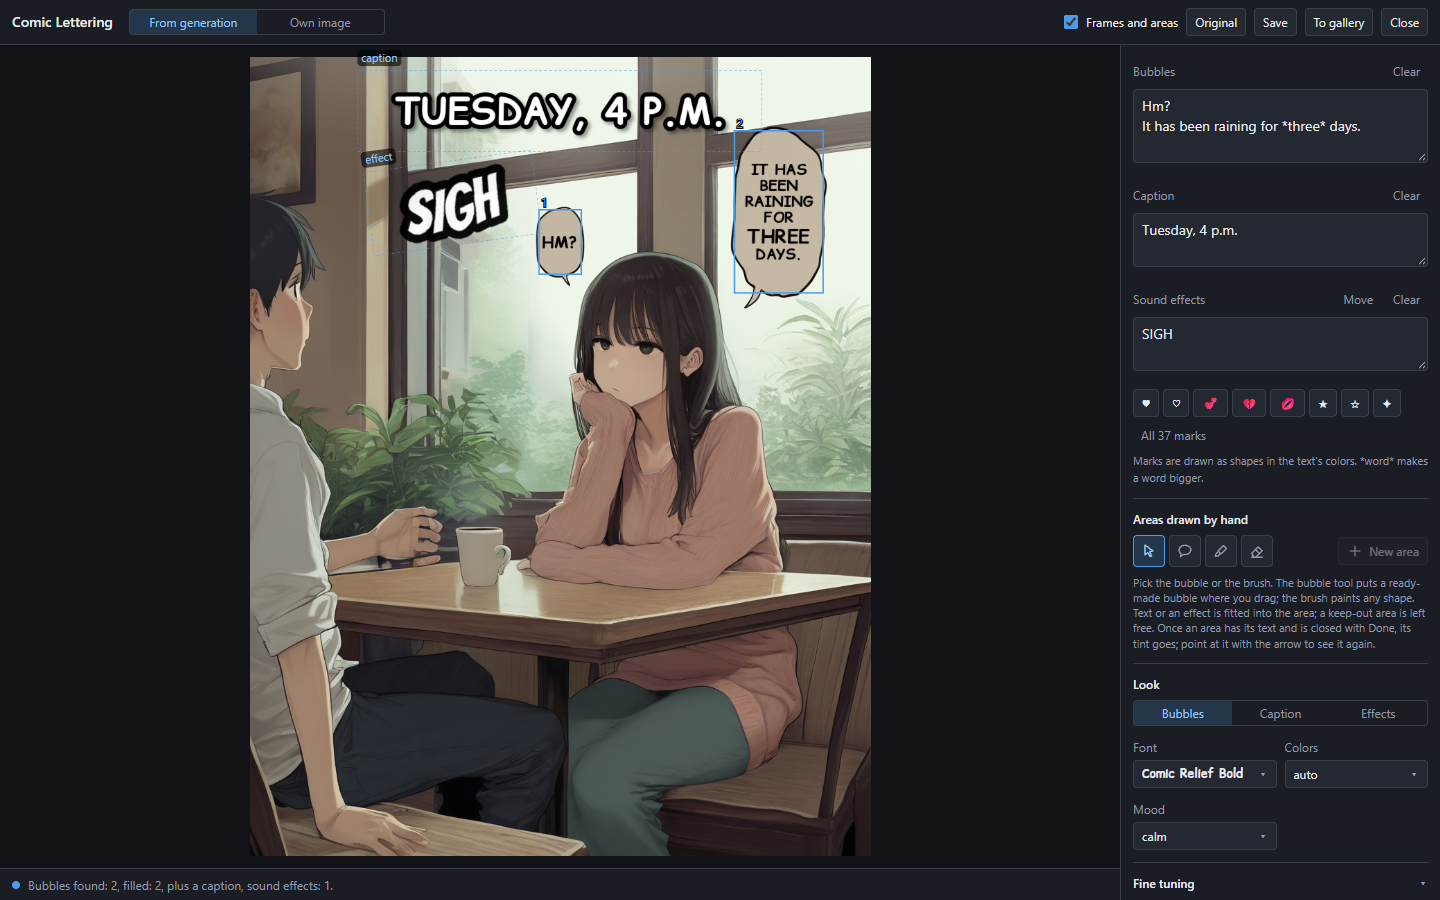 Comic Lettering
From generation
Own image
Frames and areas
Original
Save
To gallery
Close
caption
TUESDAY, 4 P.M.
effect
SIGH
1
HM?
2
IT HAS
BEEN
RAINING
FOR
THREE
DAYS.
Bubbles found: 2, filled: 2, plus a caption, sound effects: 1.
Bubbles
Clear
Hm?
It has been raining for *three* days.
Caption
Clear
Tuesday, 4 p.m.
Sound effects
Move
Clear
SIGH
All 37 marks
Marks are drawn as shapes in the text's colors. *word* makes
a word bigger.
Areas drawn by hand
New area
Pick the bubble or the brush. The bubble tool puts a ready-
made bubble where you drag; the brush paints any shape.
Text or an effect is fitted into the area; a keep-out area is left
free. Once an area has its text and is closed with Done, its
tint goes; point at it with the arrow to see it again.
Look
Bubbles
Caption
Effects
Font
Colors
Comic Relief Bold
auto
Mood
calm
Fine tuning